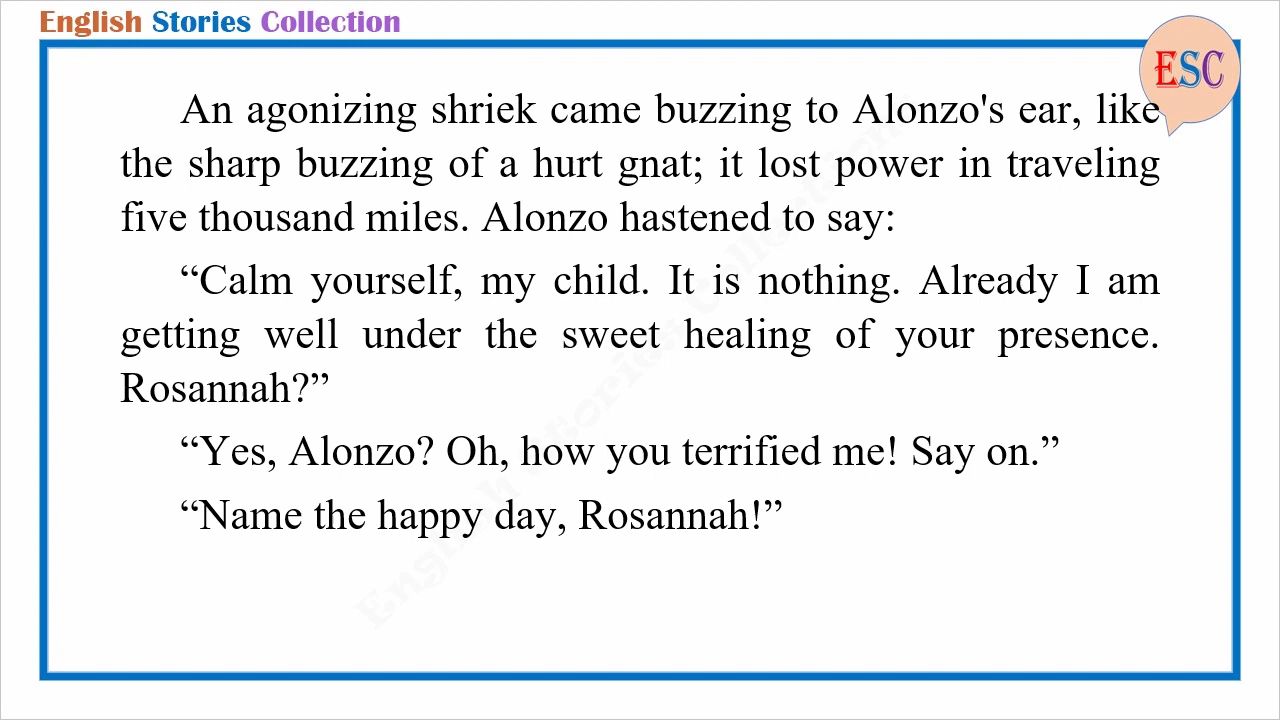 English Stories Collection
ESC
An agonizing shriek came buzzing to Alonzo's ear, like
the sharp buzzing of a hurt gnat; it lost power in traveling
five thousand miles. Alonzo hastened to say:
“Calm yourself, my child. It is nothing. Already I am
getting well under the sweet healing of your presence.
Rosannah?”
“Yes, Alonzo? Oh, how you terrified me! Say on.”
“Name the happy day, Rosannah!”
English Stories Collection